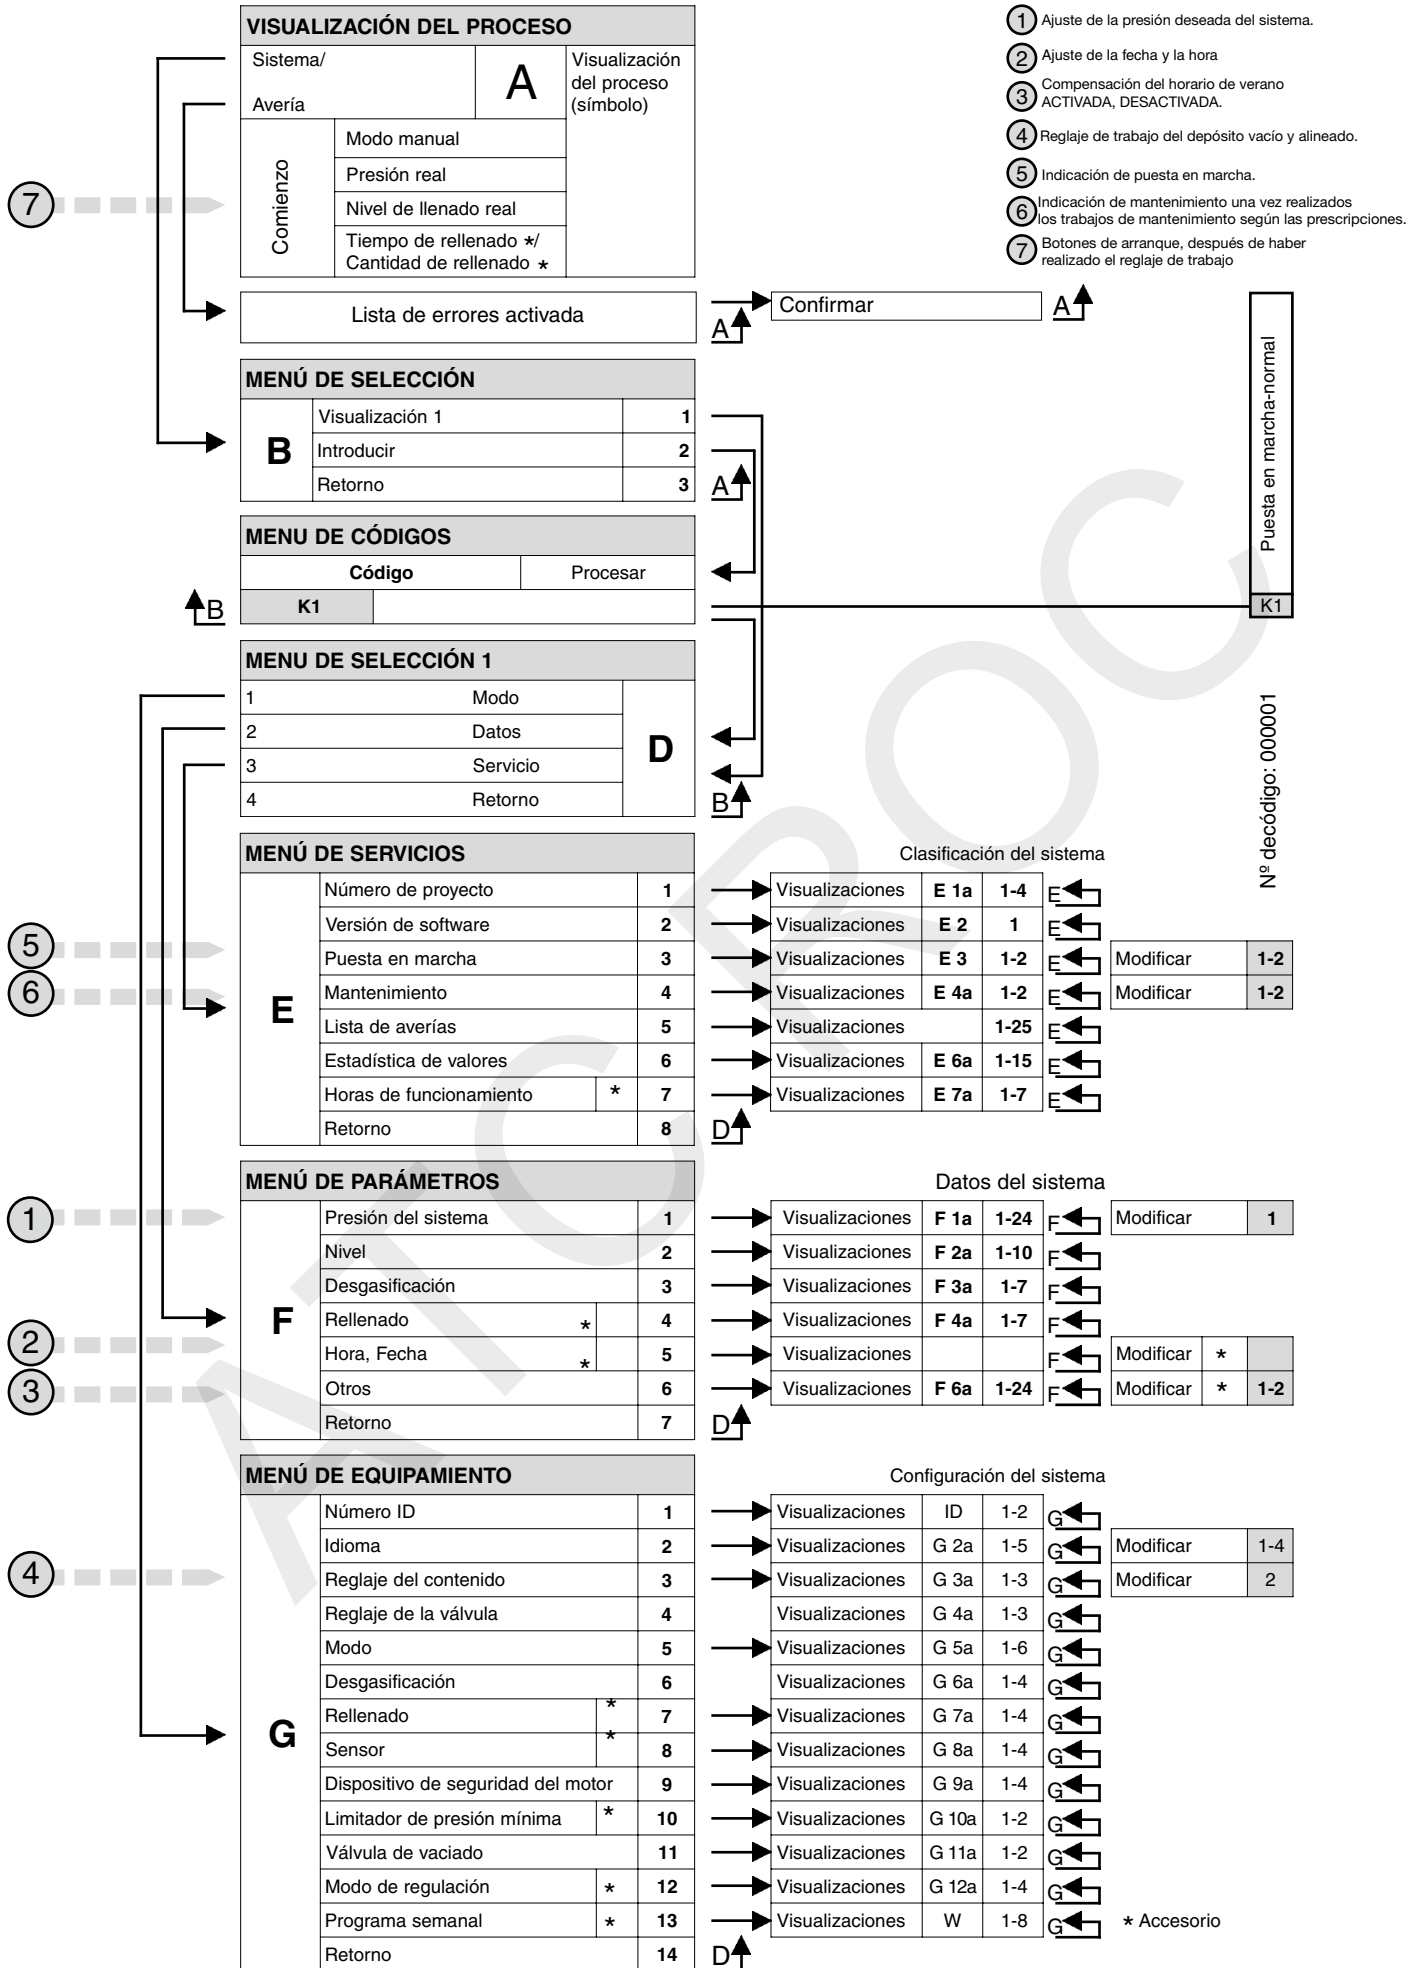 VISUALIZACIÓN DEL PROCESO
Sistema/
Avería
A
Visualización
del proceso
(símbolo)
Comienzo
Modo manual
Presión real
Nivel de llenado real
Tiempo de rellenado */
Cantidad de rellenado *
7
1 Ajuste de la presión deseada del sistema.
2 Ajuste de la fecha y la hora
3 Compensación del horario de verano
ACTIVADA, DESACTIVADA.
4 Reglaje de trabajo del depósito vacío y alineado.
5 Indicación de puesta en marcha.
6 Indicación de mantenimiento una vez realizados
los trabajos de mantenimiento según las prescripciones.
7 Botones de arranque, después de haber
realizado el reglaje de trabajo
Lista de errores activada
A
Confirmar
A
MENÚ DE SELECCIÓN
B
Visualización 1 1
Introducir 2
Retorno 3
A
MENU DE CÓDIGOS
Código Procesar
B
K1
Puesta en marcha-normal
K1
Nº decódigo: 000001
MENU DE SELECCIÓN 1
1 Modo
2 Datos
3 Servicio
4 Retorno
D
B
MENÚ DE SERVICIOS
Clasificación del sistema
5
6
E
Número de proyecto 1 Visualizaciones E 1a 1-4 E
Versión de software 2 Visualizaciones E 2 1 E
Puesta en marcha 3 Visualizaciones E 3 1-2 E Modificar 1-2
Mantenimiento 4 Visualizaciones E 4a 1-2 E Modificar 1-2
Lista de averías 5 Visualizaciones 1-25 E
Estadística de valores 6 Visualizaciones E 6a 1-15 E
Horas de funcionamiento * 7 Visualizaciones E 7a 1-7 E
Retorno 8 D
MENÚ DE PARÁMETROS
Datos del sistema
1
2
3
F
Presión del sistema 1 Visualizaciones F 1a 1-24 F Modificar 1
Nivel 2 Visualizaciones F 2a 1-10 F
Desgasificación 3 Visualizaciones F 3a 1-7 F
Rellenado * 4 Visualizaciones F 4a 1-7 F
Hora, Fecha * 5 Visualizaciones F Modificar *
Otros 6 Visualizaciones F 6a 1-24 F Modificar * 1-2
Retorno 7 D
MENÚ DE EQUIPAMIENTO
Configuración del sistema
4
G
Número ID 1 Visualizaciones ID 1-2 G
Idioma 2 Visualizaciones G 2a 1-5 G Modificar 1-4
Reglaje del contenido 3 Visualizaciones G 3a 1-3 G Modificar 2
Reglaje de la válvula 4 Visualizaciones G 4a 1-3 G
Modo 5 Visualizaciones G 5a 1-6 G
Desgasificación 6 Visualizaciones G 6a 1-4 G
Rellenado * 7 Visualizaciones G 7a 1-4 G
Sensor * 8 Visualizaciones G 8a 1-4 G
Dispositivo de seguridad del motor 9 Visualizaciones G 9a 1-4 G
Limitador de presión mínima * 10 Visualizaciones G 10a 1-2 G
Válvula de vaciado 11 Visualizaciones G 11a 1-2 G
Modo de regulación * 12 Visualizaciones G 12a 1-4 G
Programa semanal * 13 Visualizaciones W 1-8 G * Accesorio
Retorno 14 D
ATC ROC